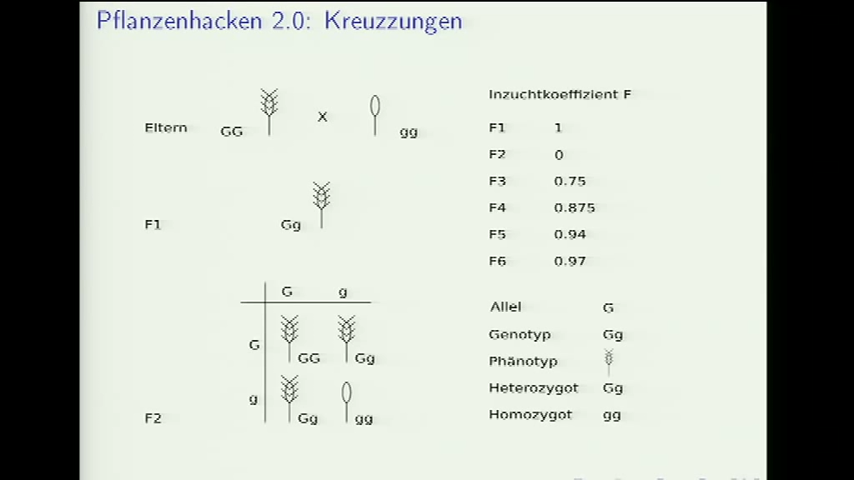 Pflanzenhacken 2.0: Kreuzzungen
Eltern GG X gg
F1 Gg
G g
G GG Gg
g Gg gg
F2
Inzuchtkoeffizient F
F1 1
F2 0
F3 0.75
F4 0.875
F5 0.94
F6 0.97
Allel G
Genotyp Gg
Phänotyp
Heterozygot Gg
Homozygot gg